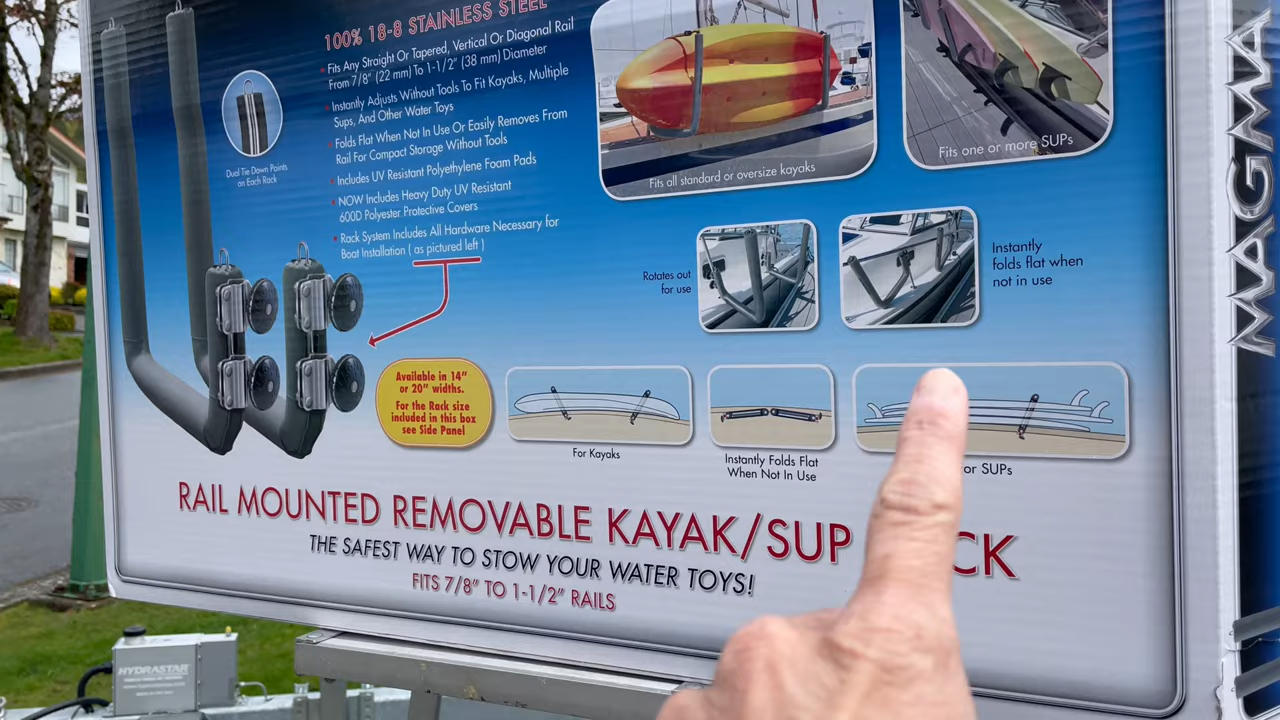 100% 18-8 STAINLESS STEEL
• Fits Any Straight Or Tapered, Vertical Or Diagonal Rail
From 7/8" (22 mm) To 1-1/2" (38 mm) Diameter
• Instantly Adjusts Without Tools To Fit Kayaks, Multiple
Sups, And Other Water Toys
• Folds Flat When Not In Use Or Easily Removes From
Rail For Compact Storage Without Tools
• Includes UV Resistant Polyethylene Foam Pads
• NOW Includes Heavy Duty UV Resistant
600D Polyester Protective Covers
• Rack System Includes All Hardware Necessary for
Boat Installation ( as pictured left )
Dual Tie Down Points
on Each Rack
Fits all standard or oversize kayaks
Fits one or more SUPs
Rotates out
for use
Instantly
folds flat when
not in use
Available in 14"
or 20" widths.
For the Rack size
included in this box
see Side Panel
For Kayaks
Instantly Folds Flat
When Not In Use
or SUPs
RAIL MOUNTED REMOVABLE KAYAK/SUP CK
THE SAFEST WAY TO STOW YOUR WATER TOYS!
FITS 7/8" TO 1-1/2" RAILS
MAGMA
HYDRASTAR